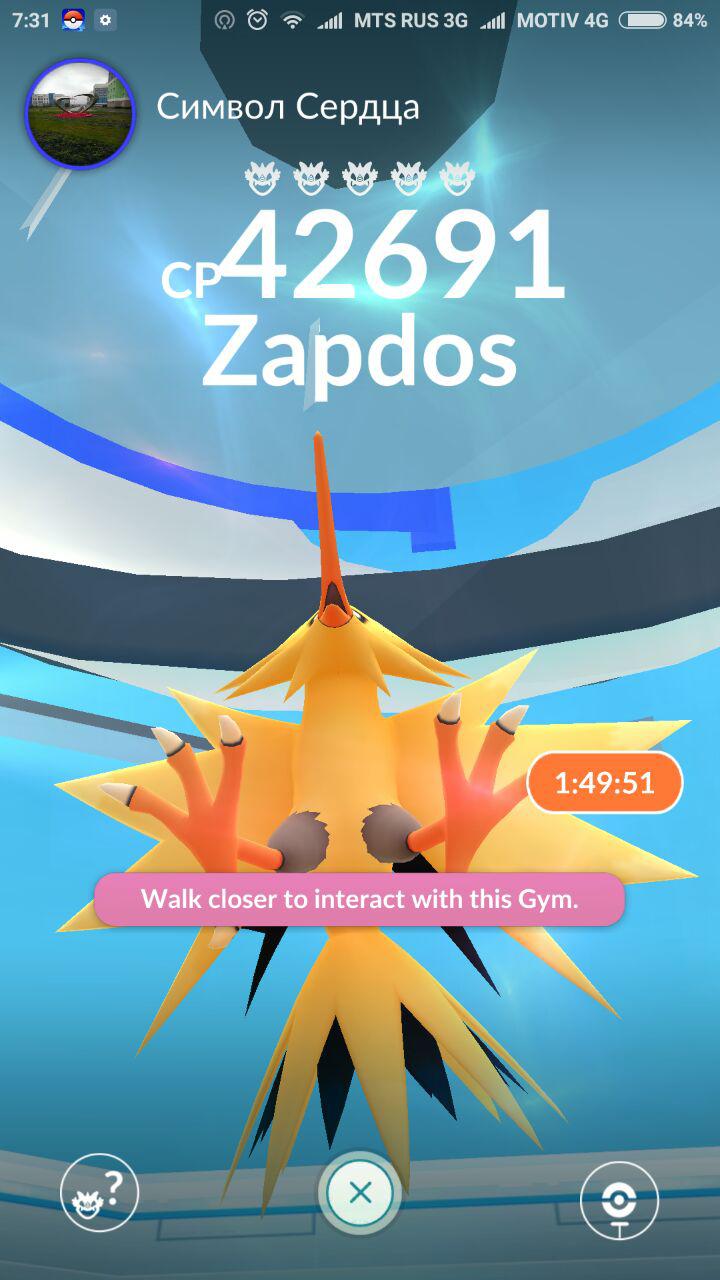 7:31 MTS RUS 3G MOTIV 4G 84%
Символ Сердца
CP42691
Zapdos
1:49:51
Walk closer to interact with this Gym.
?